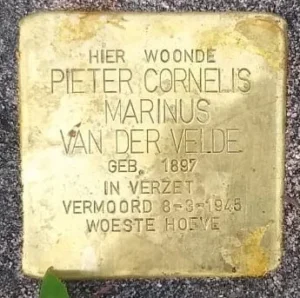 HIER WOONDE
PIETER CORNELIS
MARINUS
VAN DER VELDE
GEB. 1897
IN VERZET
VERMOORD 8-3-1945
WOESTE HOEVE